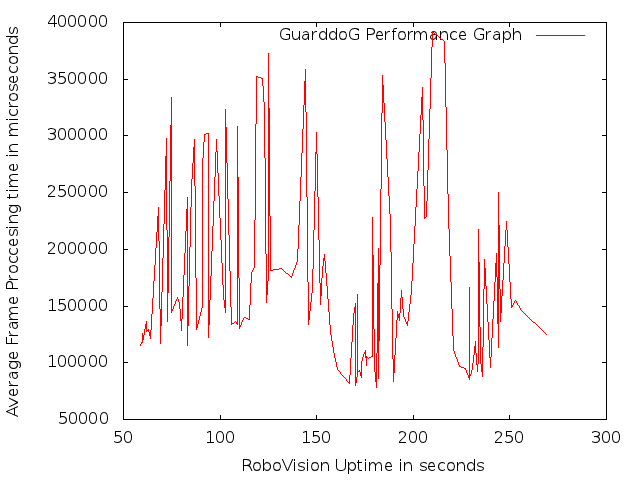 GuarddoG Performance Graph
Average Frame Proccesing time in microseconds
400000
350000
300000
250000
200000
150000
100000
50000
50 100 150 200 250 300
RoboVision Uptime in seconds